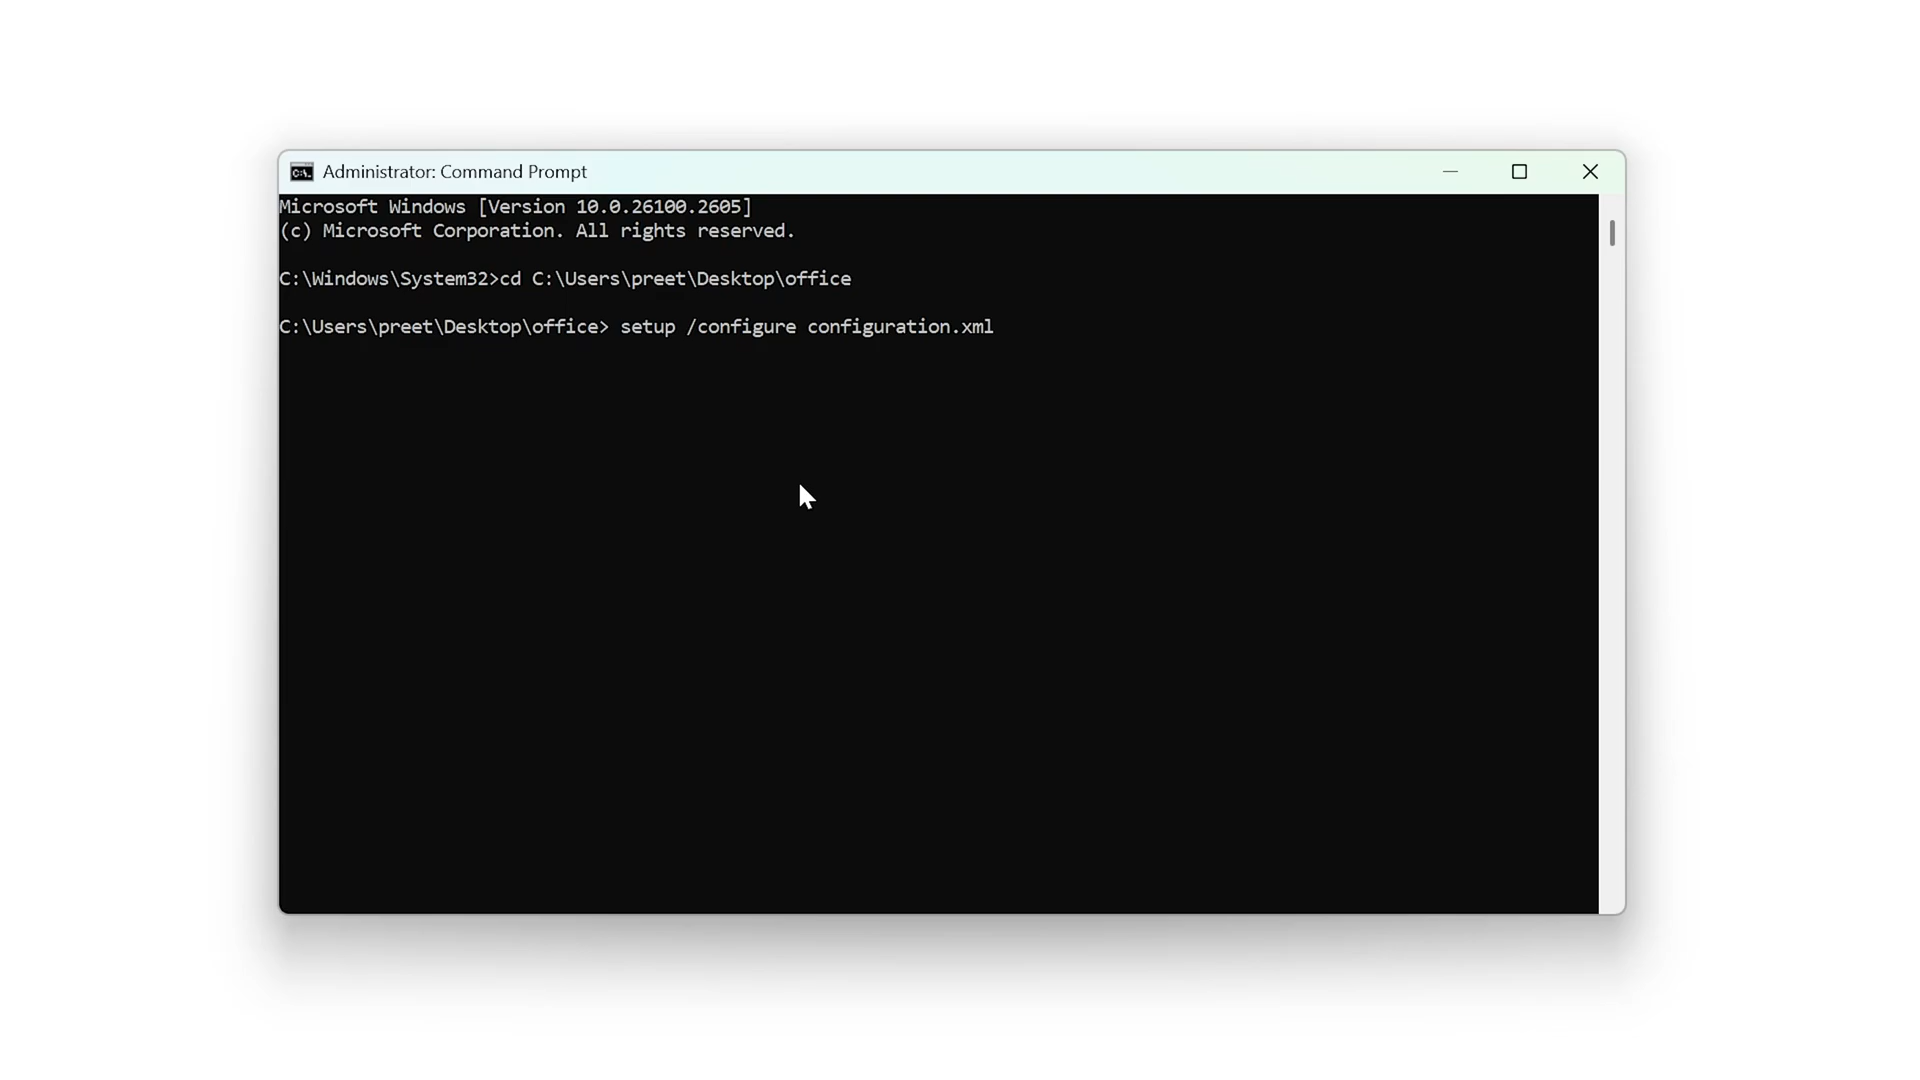 Administrator: Command Prompt
Microsoft Windows [Version 10.0.26100.2605]
(c) Microsoft Corporation. All rights reserved.
C:\Windows\System32>cd C:\Users\preet\Desktop\office
C:\Users\preet\Desktop\office> setup /configure configuration.xml